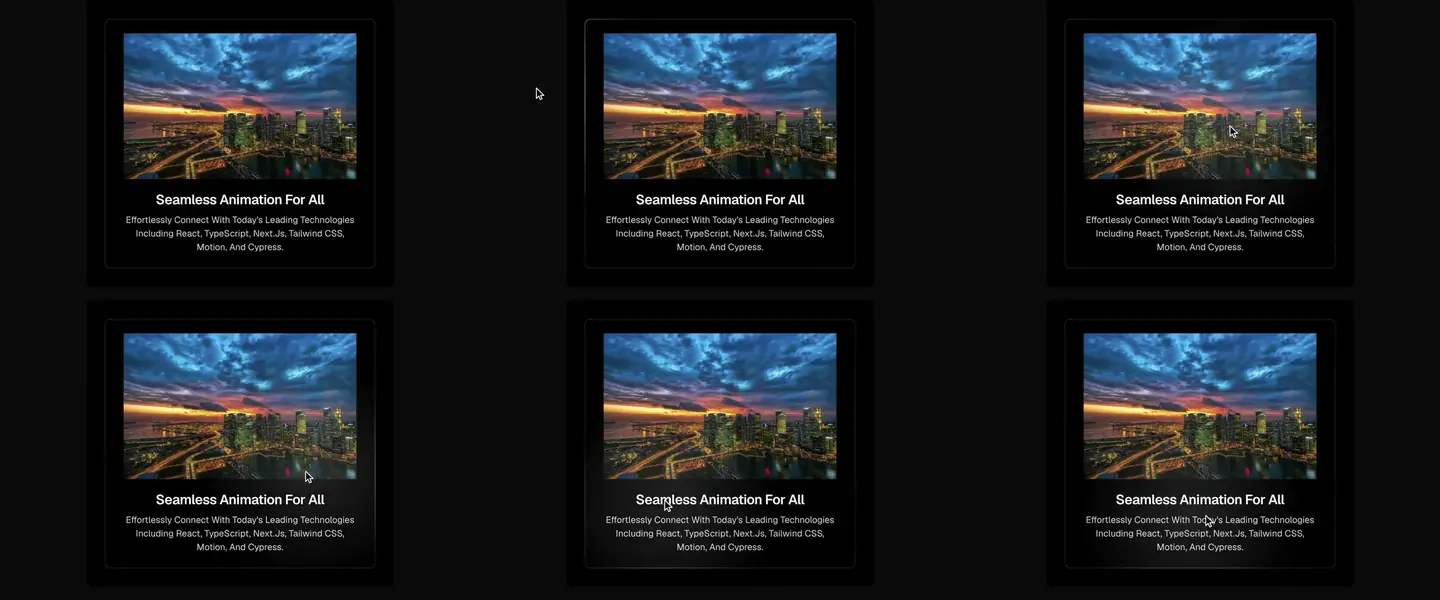 Seamless Animation For All
Effortlessly Connect With Today's Leading Technologies
Including React, TypeScript, Next.Js, Tailwind CSS,
Motion, And Cypress.
Seamless Animation For All
Effortlessly Connect With Today's Leading Technologies
Including React, TypeScript, Next.Js, Tailwind CSS,
Motion, And Cypress.
Seamless Animation For All
Effortlessly Connect With Today's Leading Technologies
Including React, TypeScript, Next.Js, Tailwind CSS,
Motion, And Cypress.
Seamless Animation For All
Effortlessly Connect With Today's Leading Technologies
Including React, TypeScript, Next.Js, Tailwind CSS,
Motion, And Cypress.
Seamless Animation For All
Effortlessly Connect With Today's Leading Technologies
Including React, TypeScript, Next.Js, Tailwind CSS,
Motion, And Cypress.
Seamless Animation For All
Effortlessly Connect With Today's Leading Technologies
Including React, TypeScript, Next.Js, Tailwind CSS,
Motion, And Cypress.